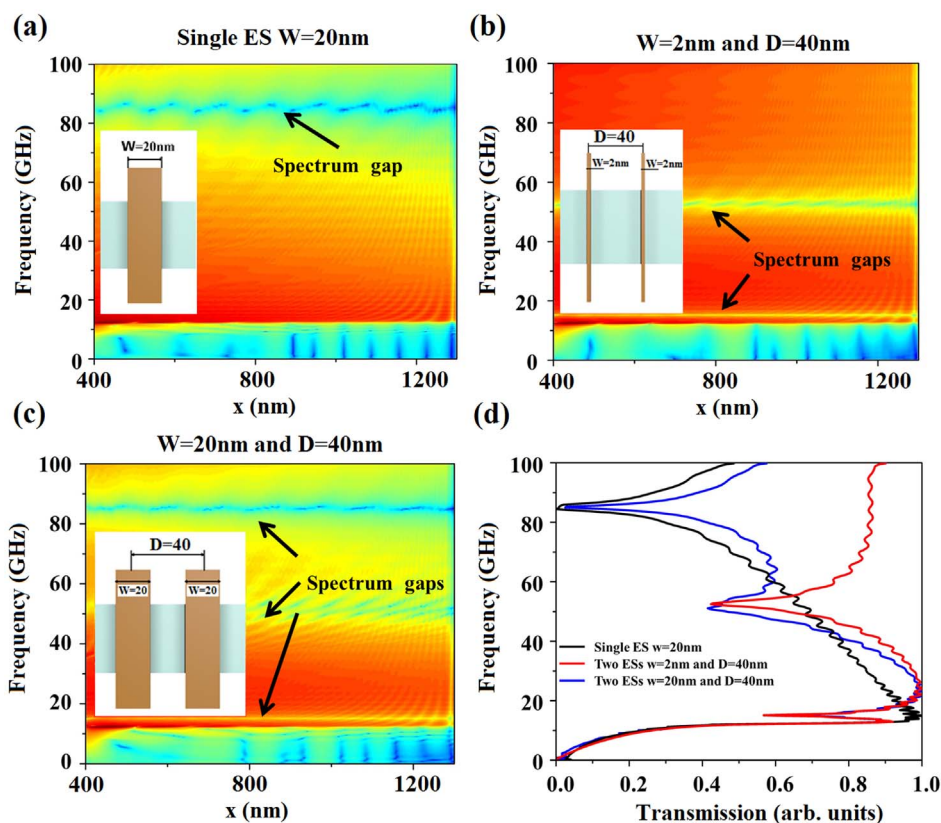 (a)
Single ES W=20nm
100
80
60
40
20
0
Frequency (GHz)
W=20nm
Spectrum gap
400
800
1200
x (nm)
(b)
W=2nm and D=40nm
100
80
60
40
20
0
Frequency (GHz)
D=40
W=2nm
W=2nm
Spectrum gaps
400
800
1200
x (nm)
(c)
W=20nm and D=40nm
100
80
60
40
20
0
Frequency (GHz)
D=40
W=20
W=20
Spectrum gaps
400
800
1200
x (nm)
(d)
100
80
60
40
20
0
Frequency (GHz)
Single ES w=20nm
Two ESs w=2nm and D=40nm
Two ESs w=20nm and D=40nm
0.0
0.2
0.4
0.6
0.8
1.0
Transmission (arb. units)